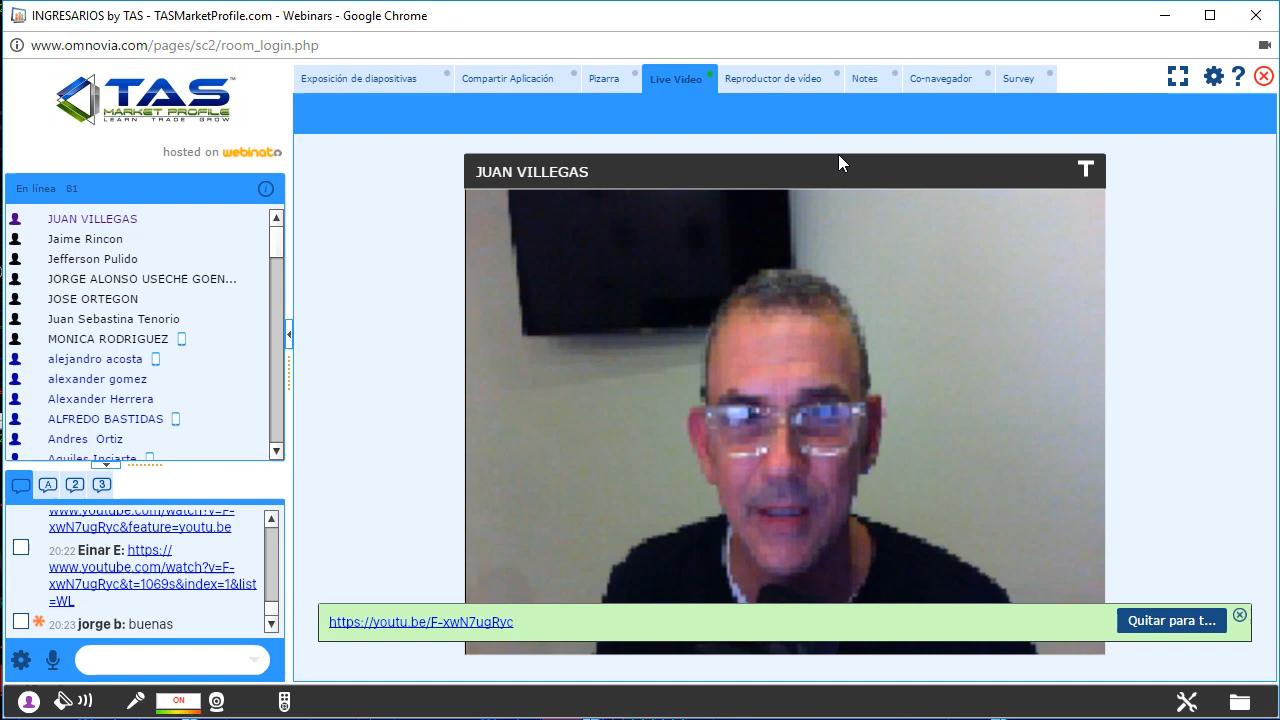 INGRESARIOS by TAS - TASMarketProfile.com - Webinars - Google Chrome
www.omnovia.com/pages/sc2/room_login.php
TAS™
MARKET PROFILE
LEARN TRADE GROW
hosted on webinato
Exposición de diapositivas
Compartir Aplicación
Pizarra
Live Video
Reproductor de vídeo
Notes
Co-navegador
Survey
En línea 81
JUAN VILLEGAS
Jaime Rincon
Jefferson Pulido
JORGE ALONSO USECHE GOEN...
JOSE ORTEGON
Juan Sebastina Tenorio
MONICA RODRIGUEZ
alejandro acosta
alexander gomez
Alexander Herrera
ALFREDO BASTIDAS
Andres Ortiz
Aquiles Inciarte
A
2
3
www.youtube.com/watch?v=F-
xwN7ugRyc&feature=youtu.be
20:22 Einar E: https://
www.youtube.com/watch?v=F-
xwN7ugRyc&t=1069s&index=1&list
=WL
20:23 jorge b: buenas
JUAN VILLEGAS
T
https://youtu.be/F-xwN7ugRyc
Quitar para t...
ON